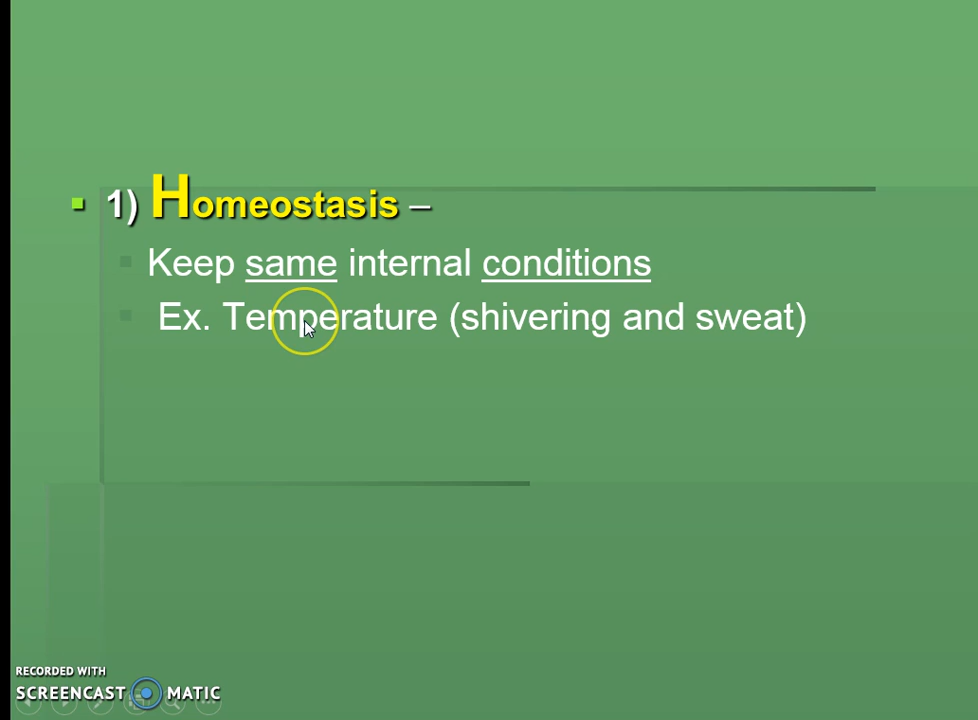 1) Homeostasis –
Keep same internal conditions
Ex. Temperature (shivering and sweat)
RECORDED WITH
SCREENCAST MATIC